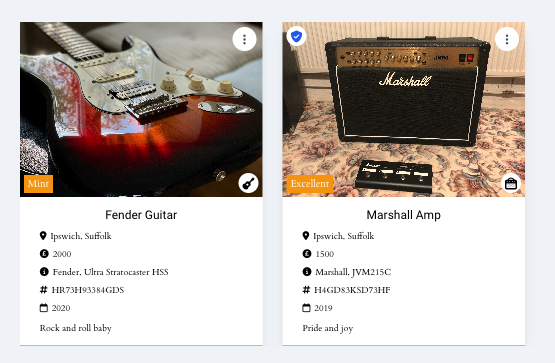 Mint
Fender Guitar
Ipswich, Suffolk
2000
Fender, Ultra Stratocaster HSS
# HR73H93384GDS
2020
Rock and roll baby
Marshall
Excellent
Marshall Amp
Ipswich, Suffolk
1500
Marshall, JVM215C
# H4GD83KSD73HF
2019
Pride and joy